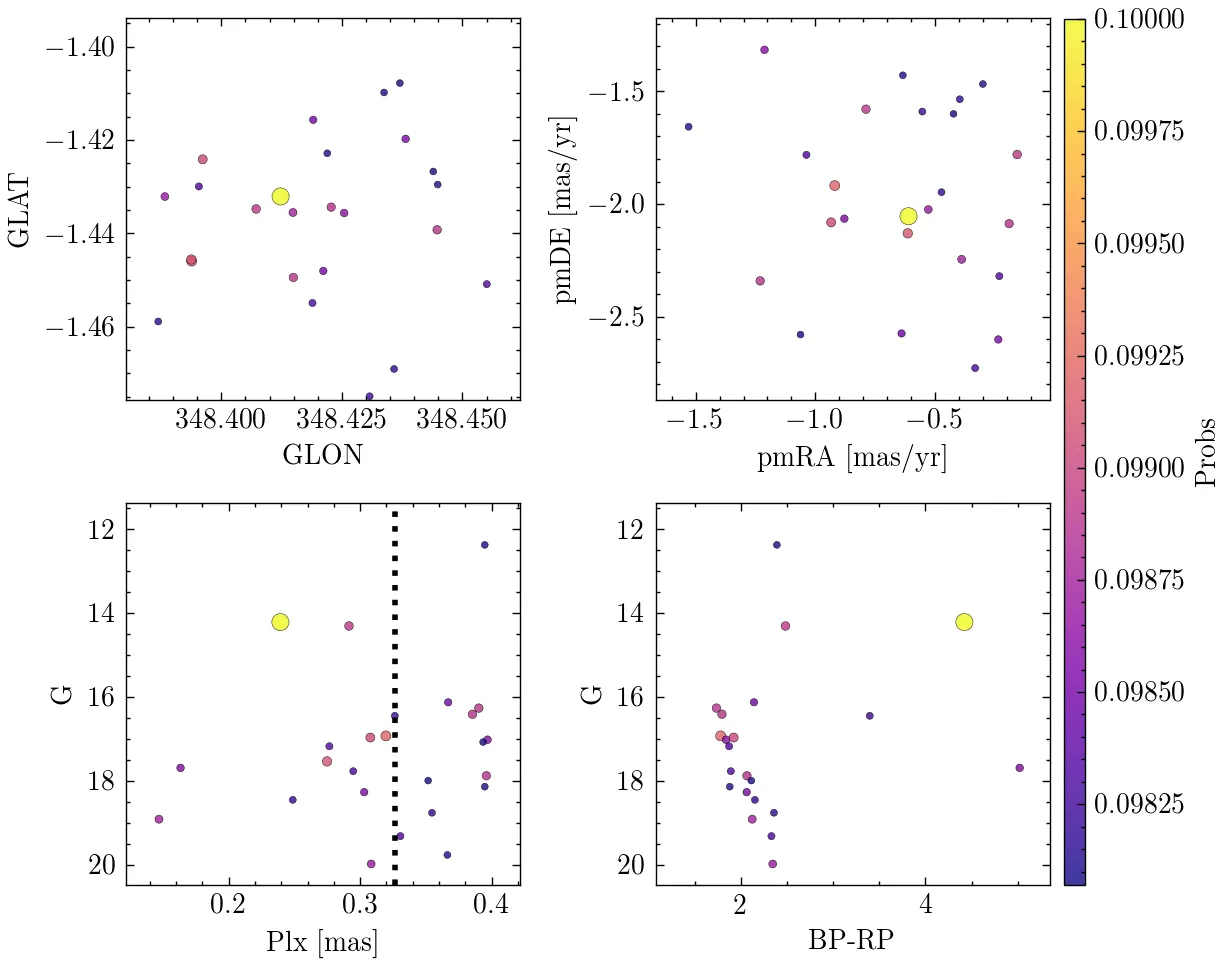 −1.40
−1.42
−1.44
−1.46
GLAT
348.400 348.425 348.450
GLON
−1.5
−2.0
−2.5
pmDE [mas/yr]
−1.5 −1.0 −0.5
pmRA [mas/yr]
12
14
16
18
20
G
0.2 0.3 0.4
Plx [mas]
12
14
16
18
20
G
2 4
BP-RP
0.10000
0.09975
0.09950
0.09925
0.09900
0.09875
0.09850
0.09825
Probs